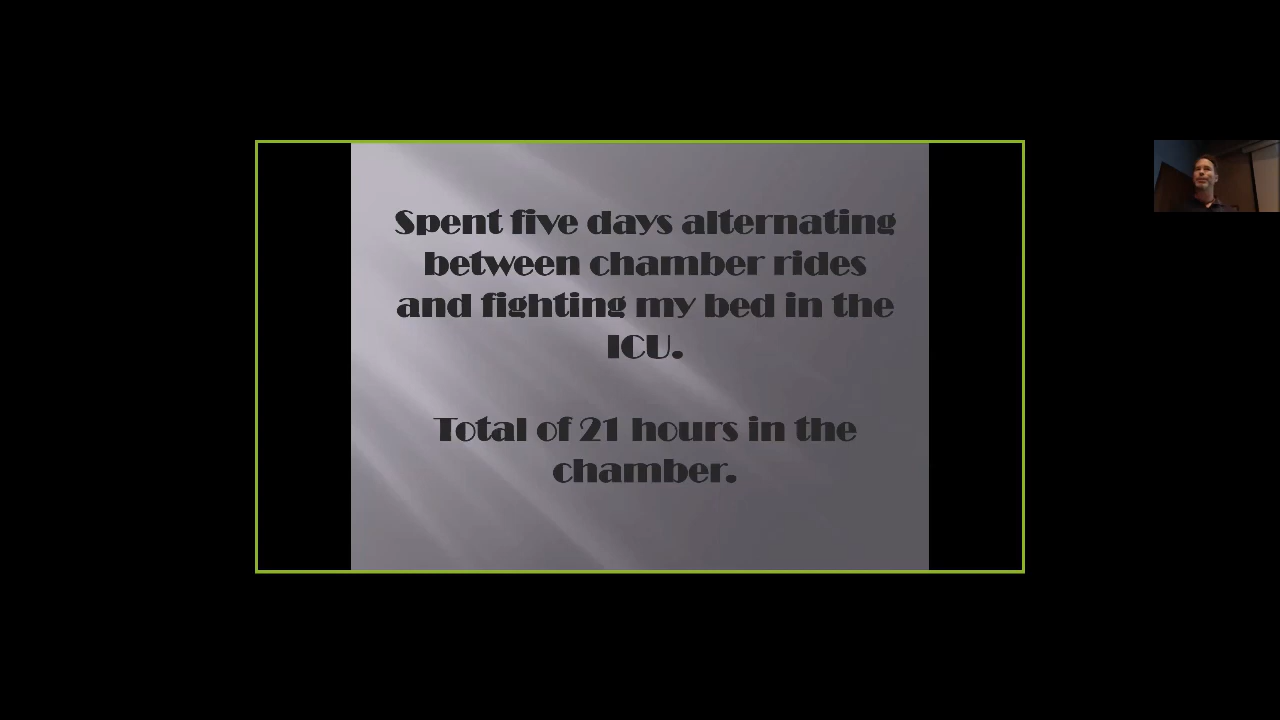 Spent five days alternating
between chamber rides
and fighting my bed in the
ICU.
Total of 21 hours in the
chamber.